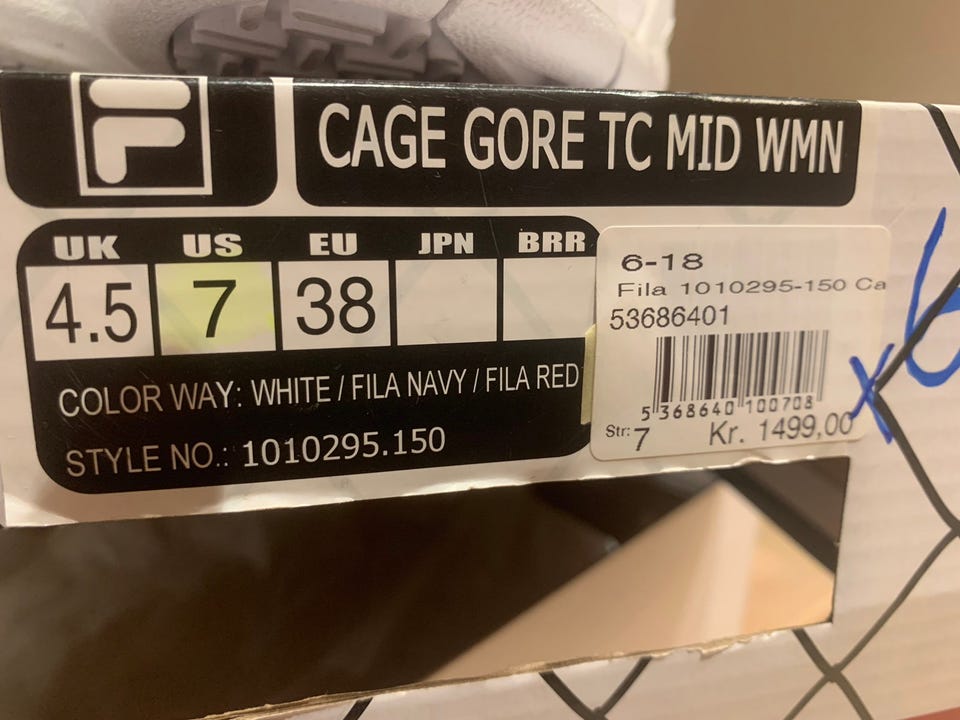 F
CAGE GORE TC MID WMN
UK US EU JPN BRR
4.5 7 38
COLOR WAY: WHITE / FILA NAVY / FILA RED
STYLE NO.: 1010295.150
6-18
Fila 1010295-150 Ca
53686401
5 368640 100708
Str: 7 Kr. 1499,00
x